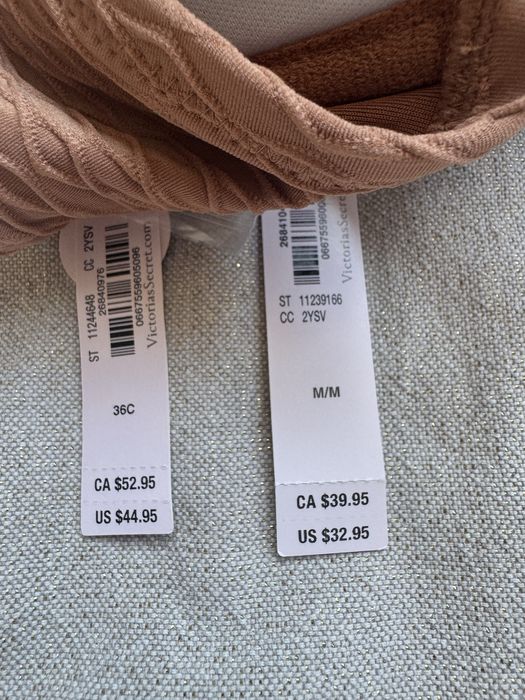 ST 11244648 CC 2YSV
26840976
0667559605096
VictoriasSecret.com
36C
CA $52.95
US $44.95
ST 11239166
CC 2YSV
M/M
CA $39.95
US $32.95